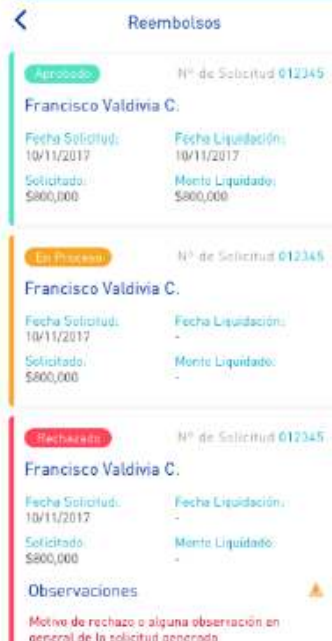 Reembolsos
Aprobado
N° de Solicitud 012345
Francisco Valdivia C.
Fecha Solicitud: Fecha Liquidación:
10/11/2017 10/11/2017
Solicitado: Monto Liquidado:
$800,000 $800,000
En Proceso
N° de Solicitud 012345
Francisco Valdivia C.
Fecha Solicitud: Fecha Liquidación:
10/11/2017 -
Solicitado: Monto Liquidado:
$800,000 -
Rechazado
N° de Solicitud 012345
Francisco Valdivia C.
Fecha Solicitud: Fecha Liquidación:
10/11/2017 -
Solicitado: Monto Liquidado:
$800,000 -
Observaciones
Motivo de rechazo o alguna observación en
general de la solicitud generada